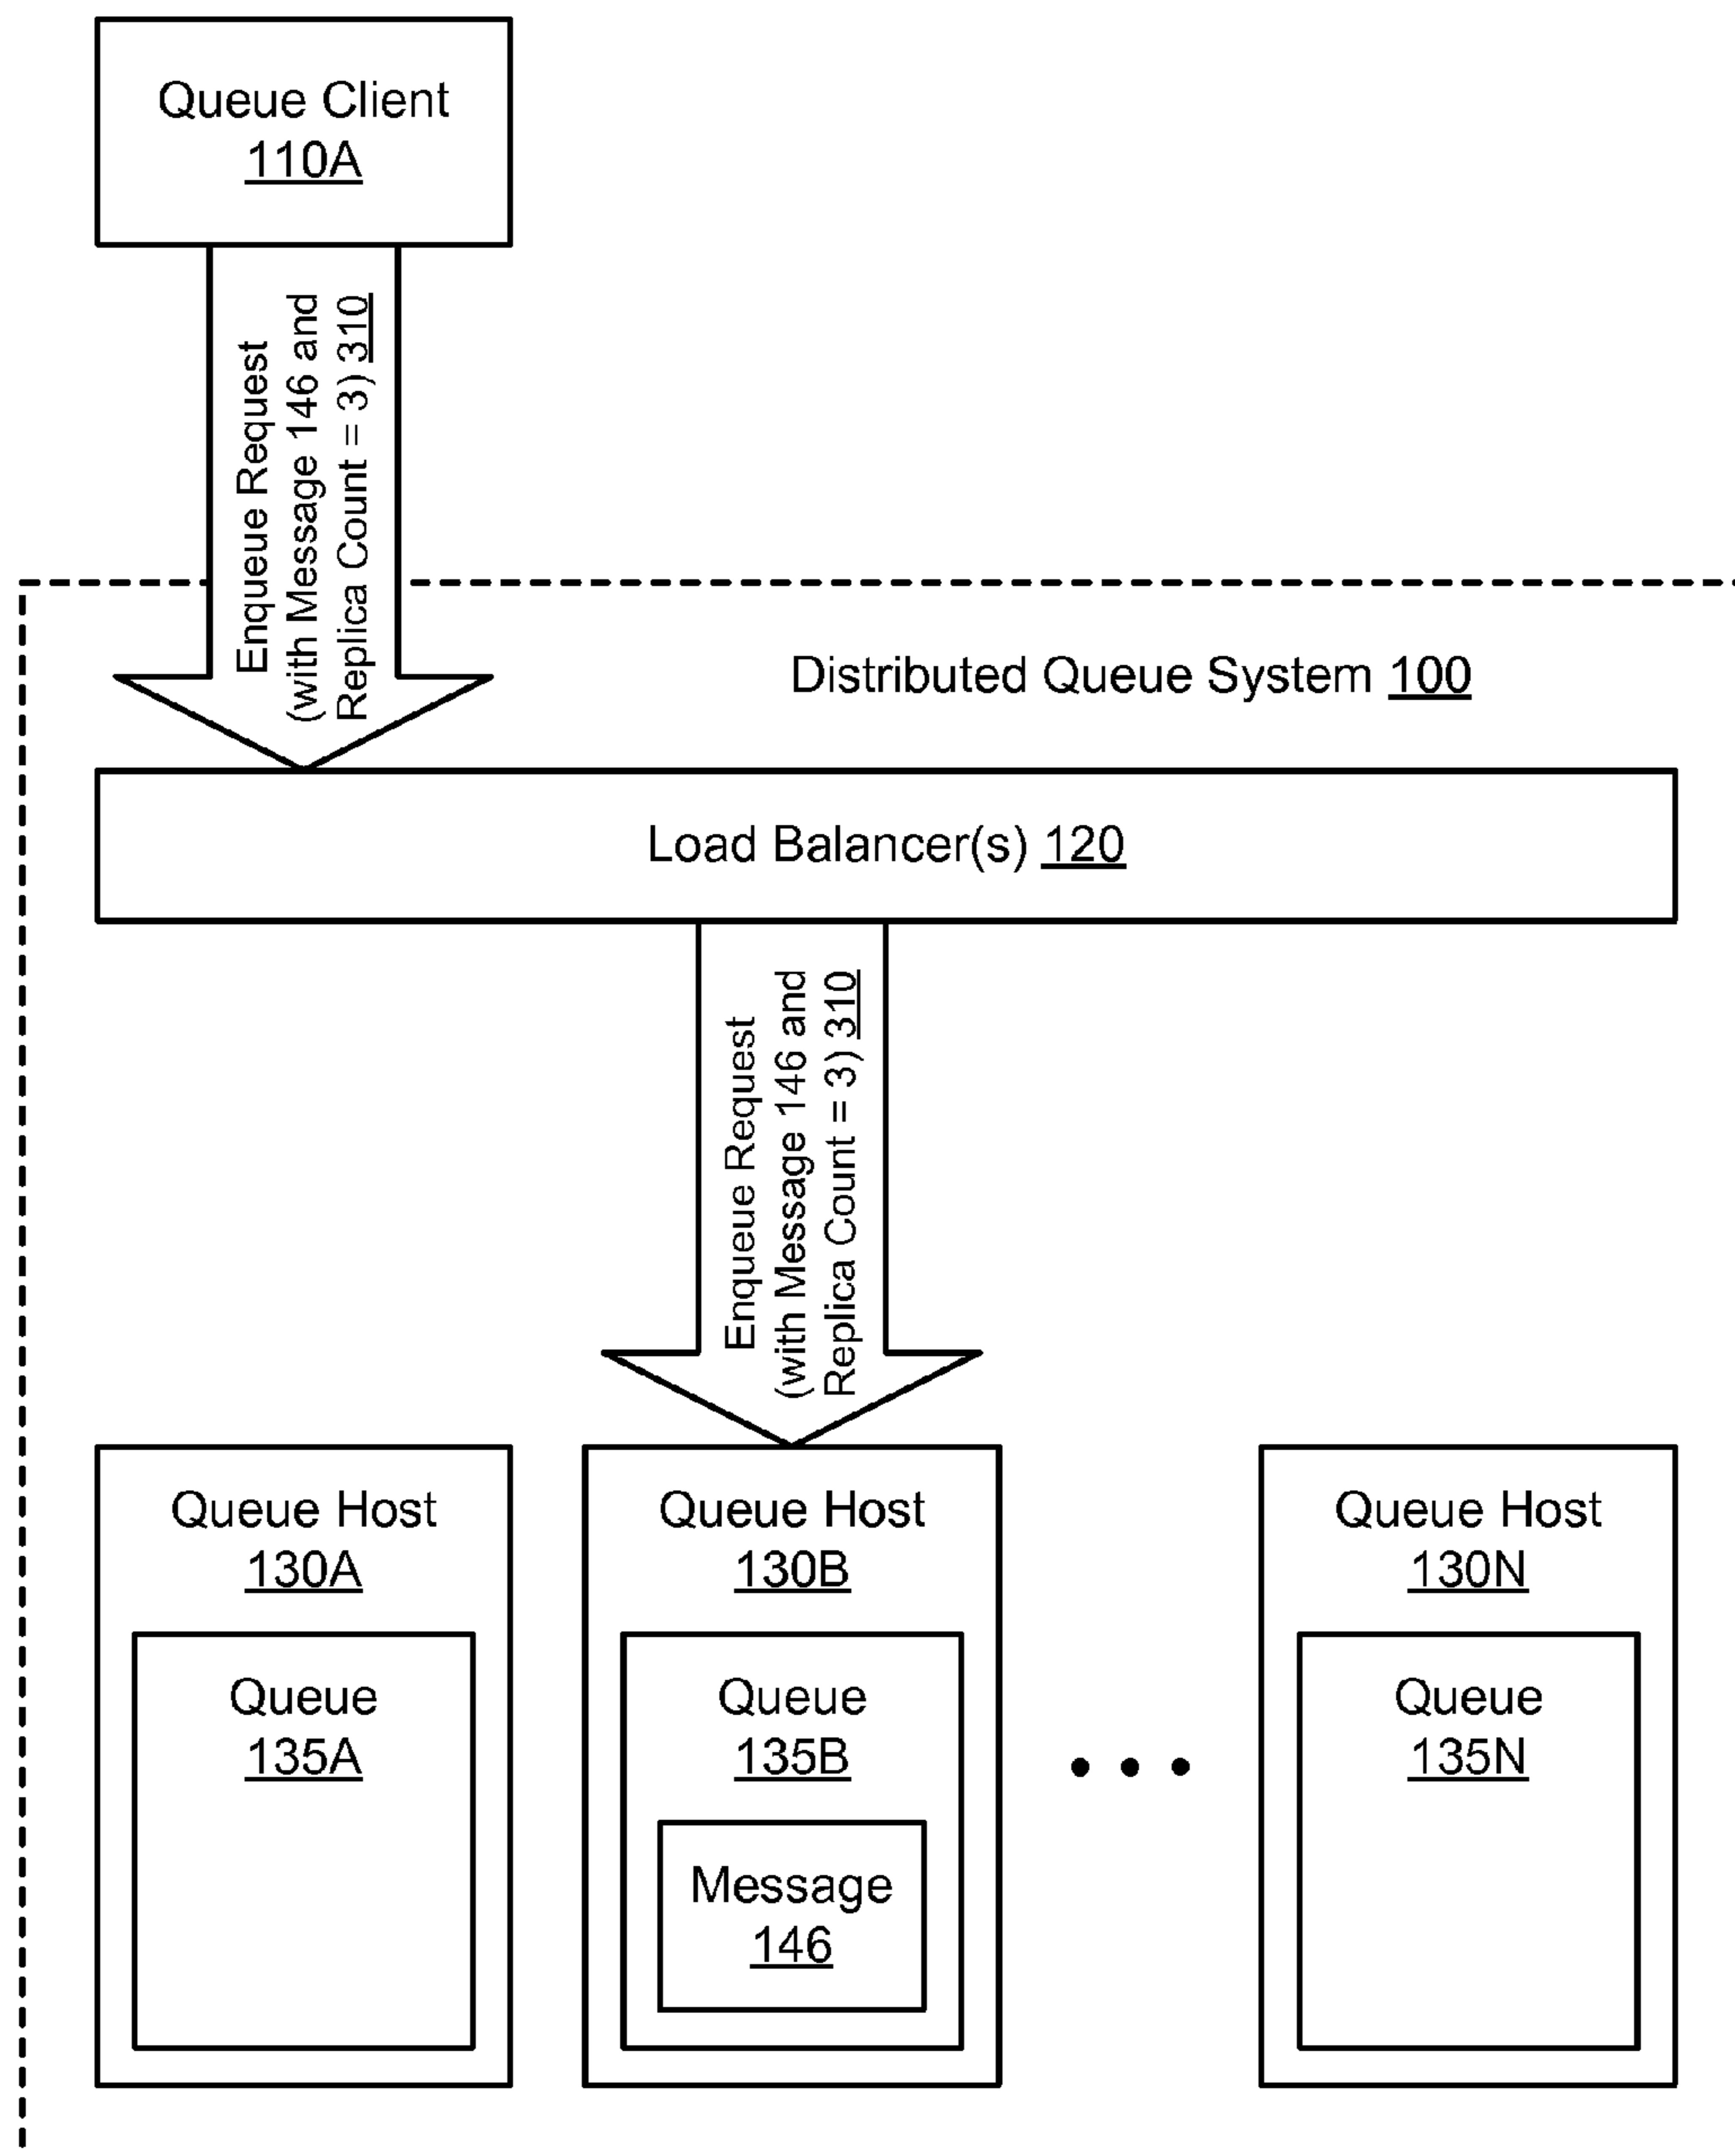 Queue Client
110A
Enqueue Request
(with Message 146 and
Replica Count = 3) 310
Distributed Queue System 100
Load Balancer(s) 120
Enqueue Request
(with Message 146 and
Replica Count = 3) 310
Queue Host
130A
Queue
135A
Queue Host
130B
Queue
135B
Message
146
Queue Host
130N
Queue
135N